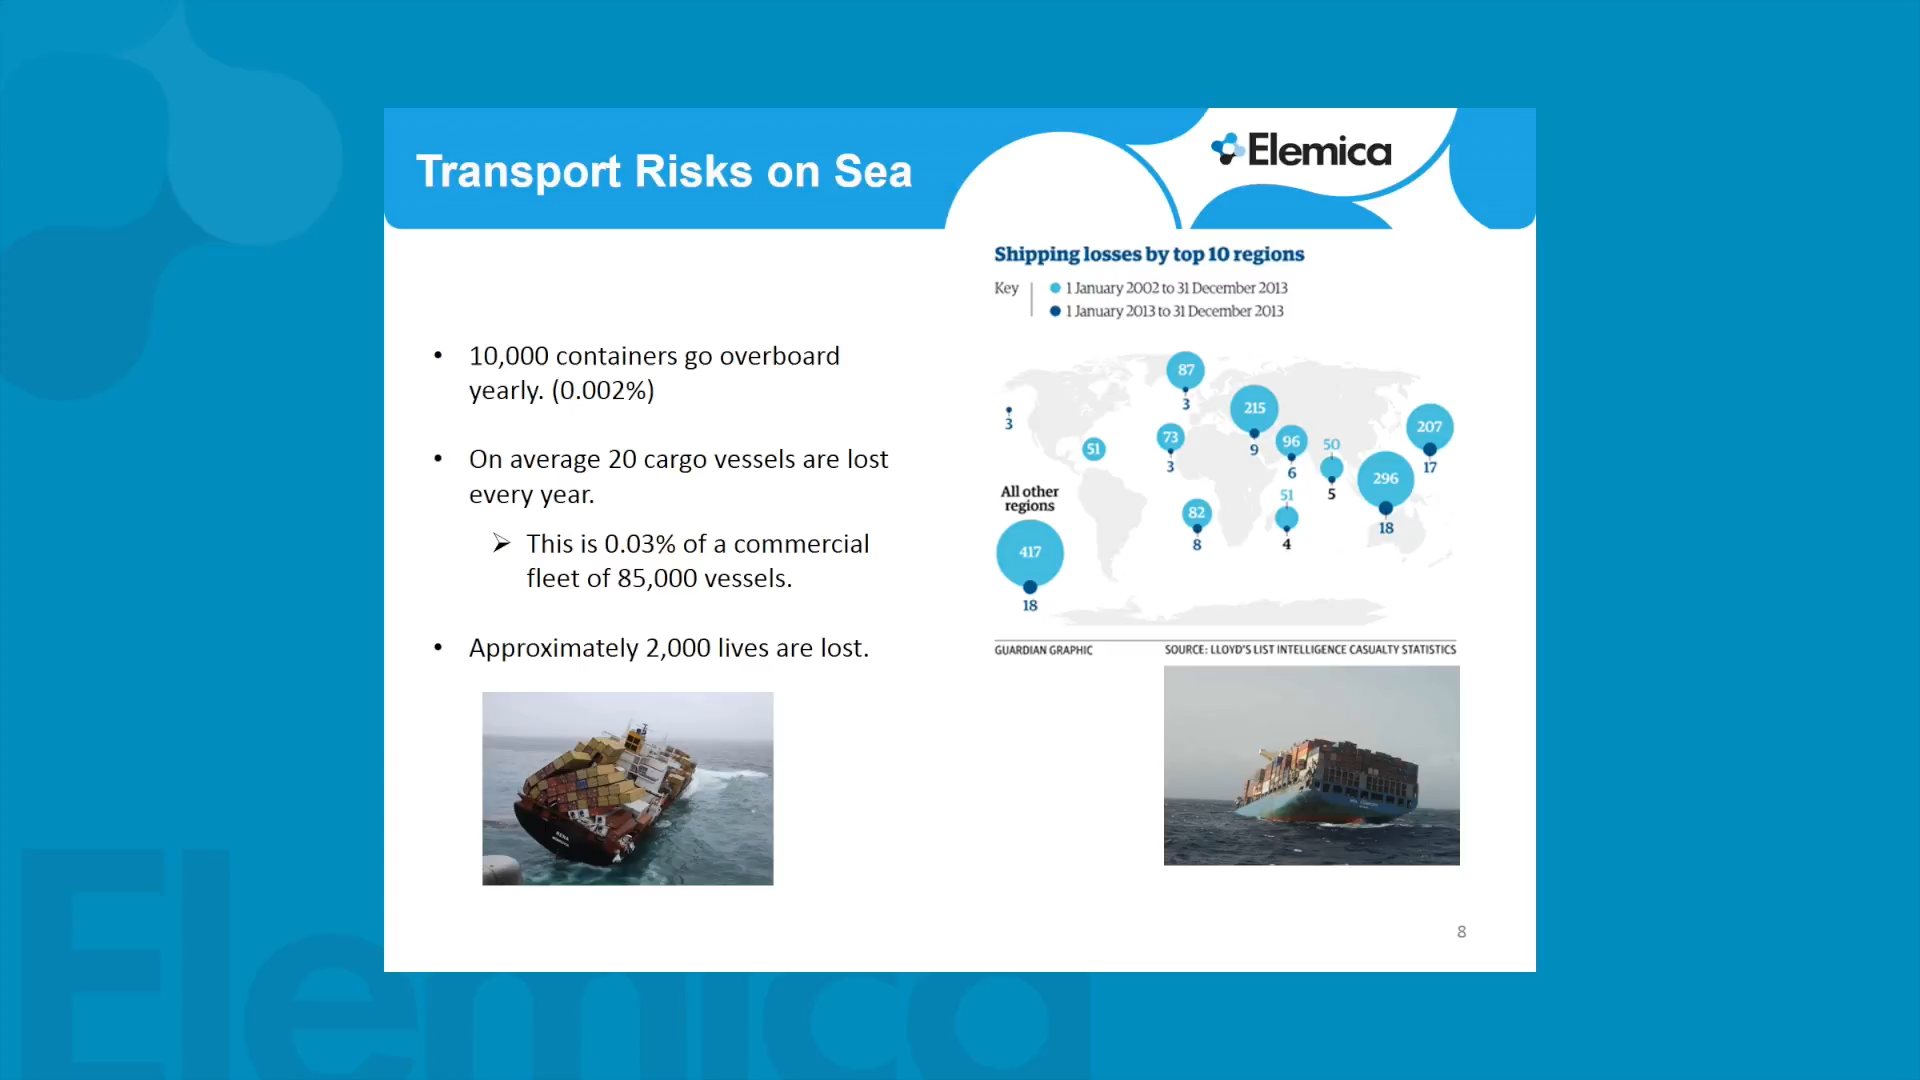 Transport Risks on Sea
Elemica
Shipping losses by top 10 regions
Key
1 January 2002 to 31 December 2013
1 January 2013 to 31 December 2013
• 10,000 containers go overboard
yearly. (0.002%)
• On average 20 cargo vessels are lost
every year.
➢ This is 0.03% of a commercial
fleet of 85,000 vessels.
• Approximately 2,000 lives are lost.
87
3
215
9
3
51
73
3
96
6
50
5
207
17
296
18
51
4
82
8
All other
regions
417
18
GUARDIAN GRAPHIC
SOURCE: LLOYD'S LIST INTELLIGENCE CASUALTY STATISTICS
RENA
8
Elemica